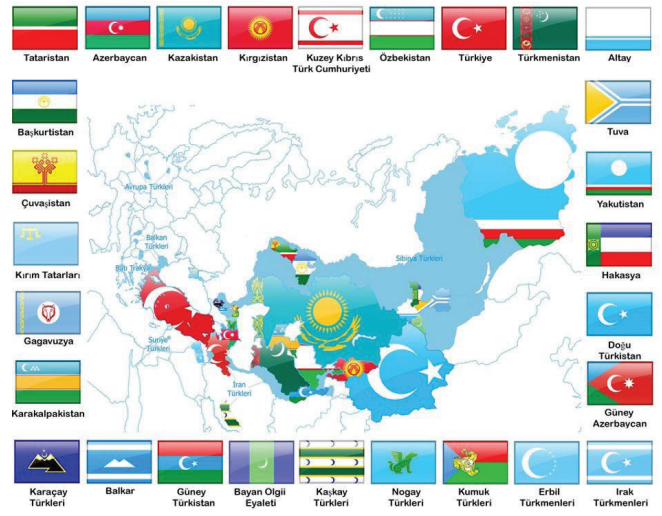 Tataristan
Azerbaycan
Kazakistan
Kırgızistan
Kuzey Kıbrıs
Türk Cumhuriyeti
Özbekistan
Türkiye
Türkmenistan
Altay
Başkurtistan
Tuva
Çuvaşistan
Yakutistan
Kırım Tatarları
Hakasya
Gagavuzya
Doğu
Türkistan
Karakalpakistan
Güney
Azerbaycan
Avrupa Türkleri
Balkan
Türkleri
Batı Trakya
Sibirya Türkleri
Suriye
Türkleri
İran
Türkleri
Karaçay
Türkleri
Balkar
Güney
Türkistan
Bayan Olgii
Eyaleti
Kaşkay
Türkleri
Nogay
Türkleri
Kumuk
Türkleri
Erbil
Türkmenleri
Irak
Türkmenleri